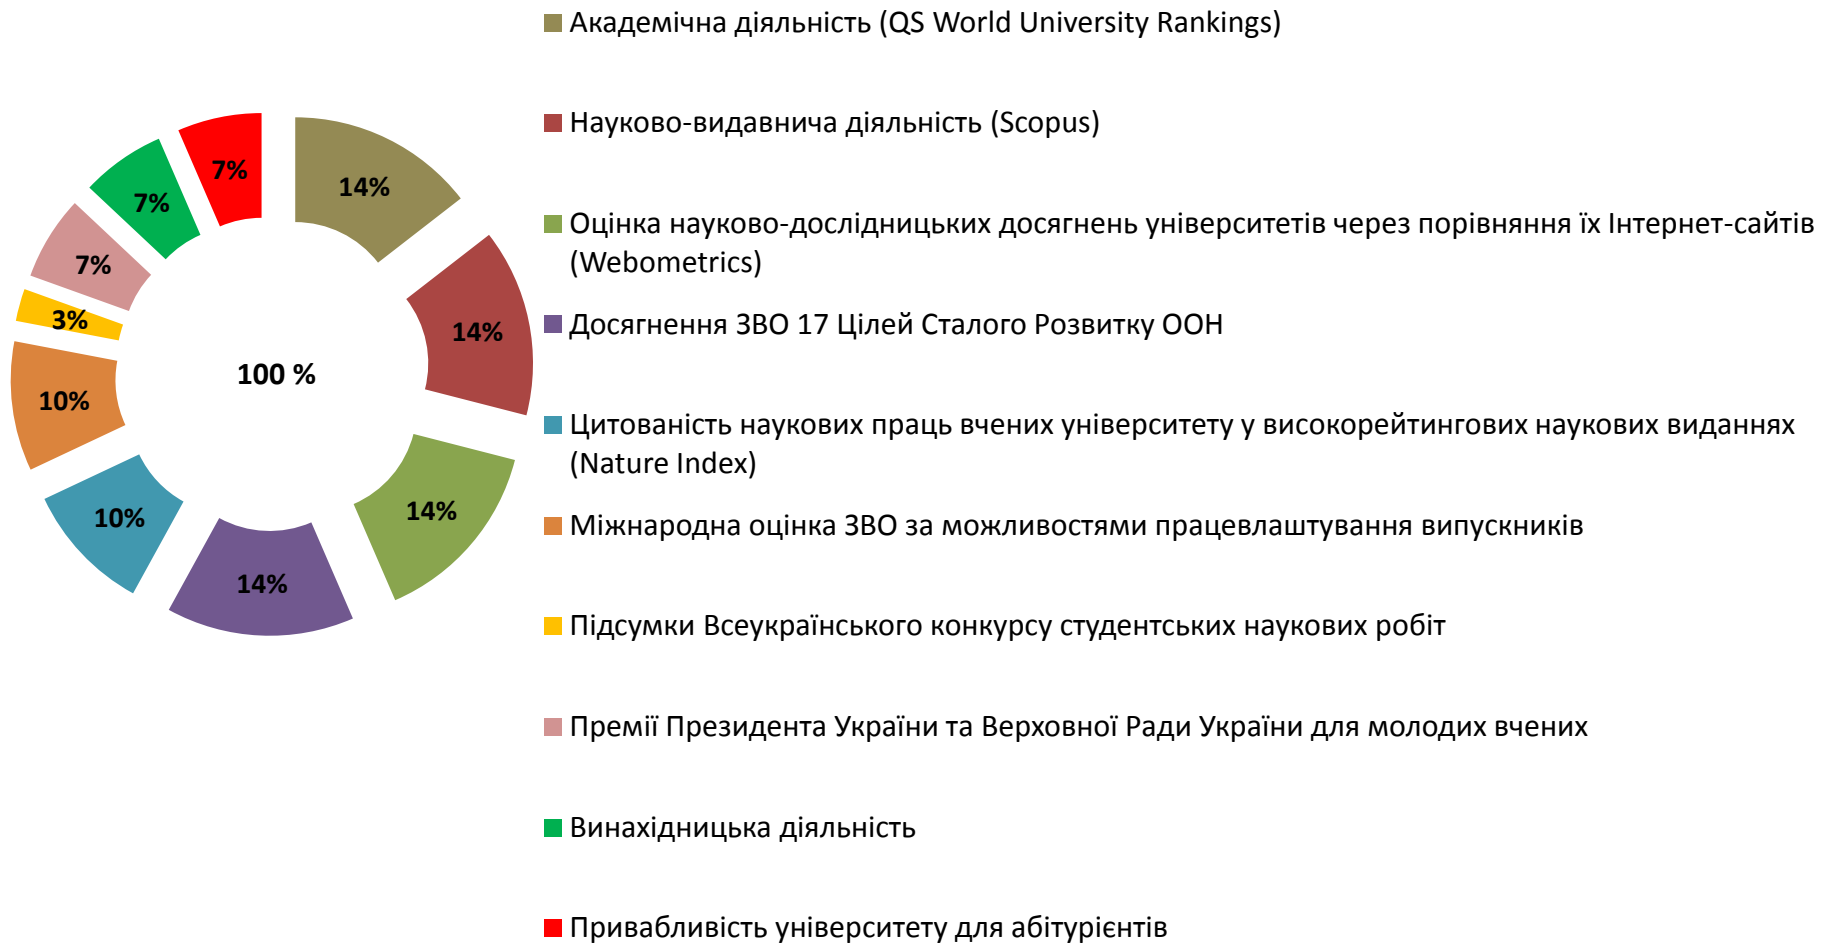 Академічна діяльність (QS World University Rankings)
Науково-видавнича діяльність (Scopus)
Оцінка науково-дослідницьких досягнень університетів через порівняння їх Інтернет-сайтів
(Webometrics)
Досягнення ЗВО 17 Цілей Сталого Розвитку ООН
Цитованість наукових праць вчених університету у високорейтингових наукових виданнях
(Nature Index)
Міжнародна оцінка ЗВО за можливостями працевлаштування випускників
Підсумки Всеукраїнського конкурсу студентських наукових робіт
Премії Президента України та Верховної Ради України для молодих вчених
Винахідницька діяльність
Привабливість університету для абітурієнтів
14%
14%
14%
14%
10%
10%
3%
7%
7%
7%
100 %